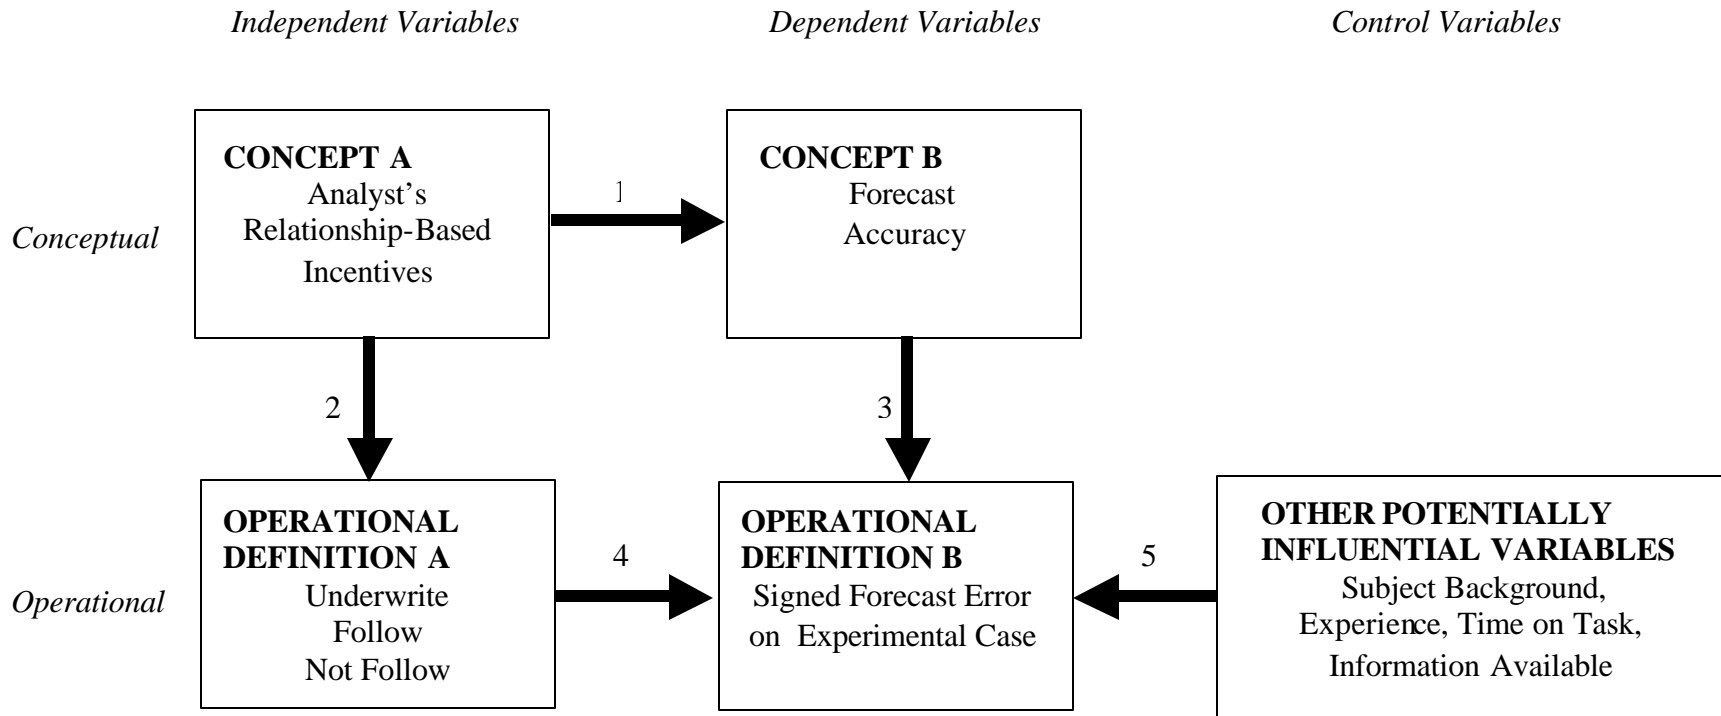 Independent Variables
Dependent Variables
Control Variables
Conceptual
CONCEPT A
Analyst’s
Relationship-Based
Incentives
1
CONCEPT B
Forecast
Accuracy
2
3
Operational
OPERATIONAL
DEFINITION A
Underwrite
Follow
Not Follow
4
OPERATIONAL
DEFINITION B
Signed Forecast Error
on Experimental Case
5
OTHER POTENTIALLY
INFLUENTIAL VARIABLES
Subject Background,
Experience, Time on Task,
Information Available